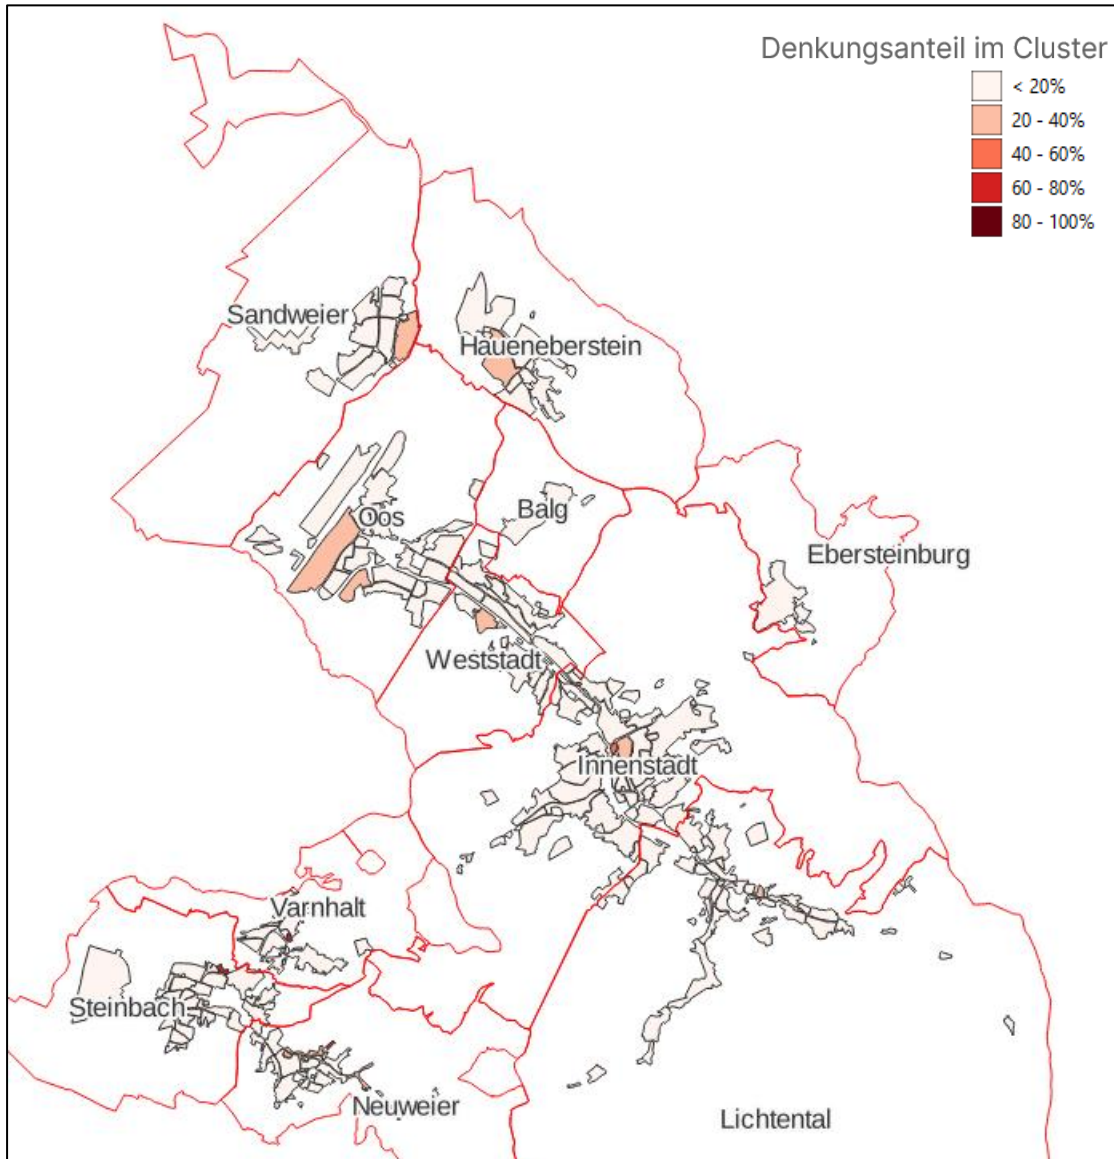 Denkungsanteil im Cluster
< 20%
20 - 40%
40 - 60%
60 - 80%
80 - 100%
Sandweier
Haueneberstein
Oos
Balg
Ebersteinburg
Weststadt
Innenstadt
Varnhalt
Steinbach
Neuweier
Lichtental